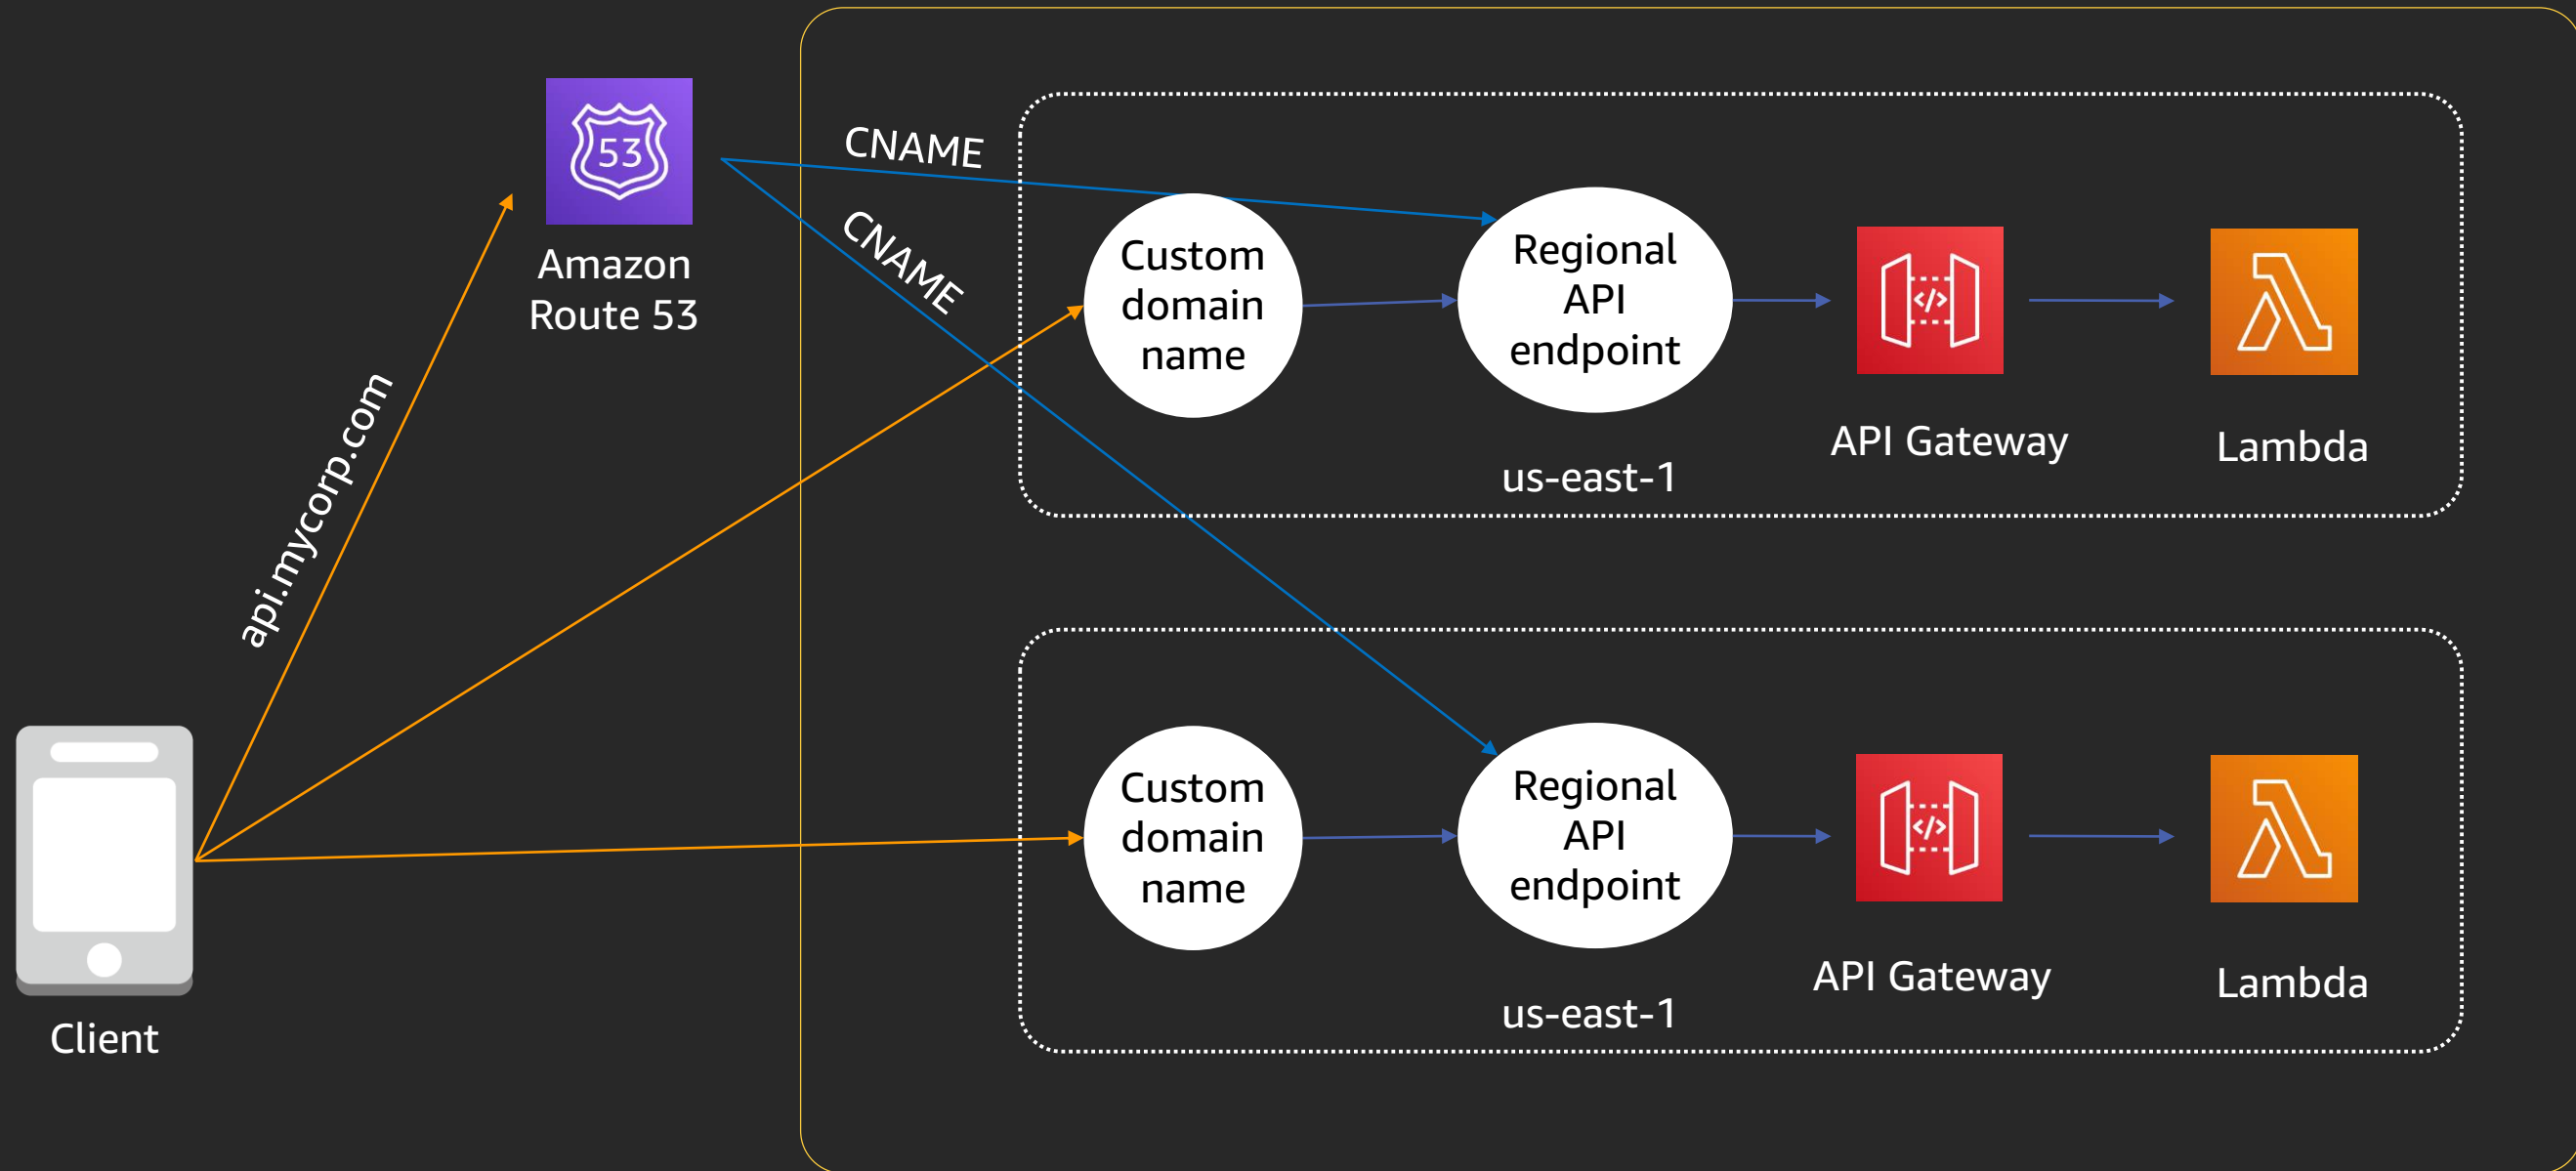 53
Amazon
Route 53
api.mycorp.com
Client
CNAME
CNAME
Custom
domain
name
Regional
API
endpoint
</>
API Gateway
Lambda
us-east-1
Custom
domain
name
Regional
API
endpoint
</>
API Gateway
Lambda
us-east-1